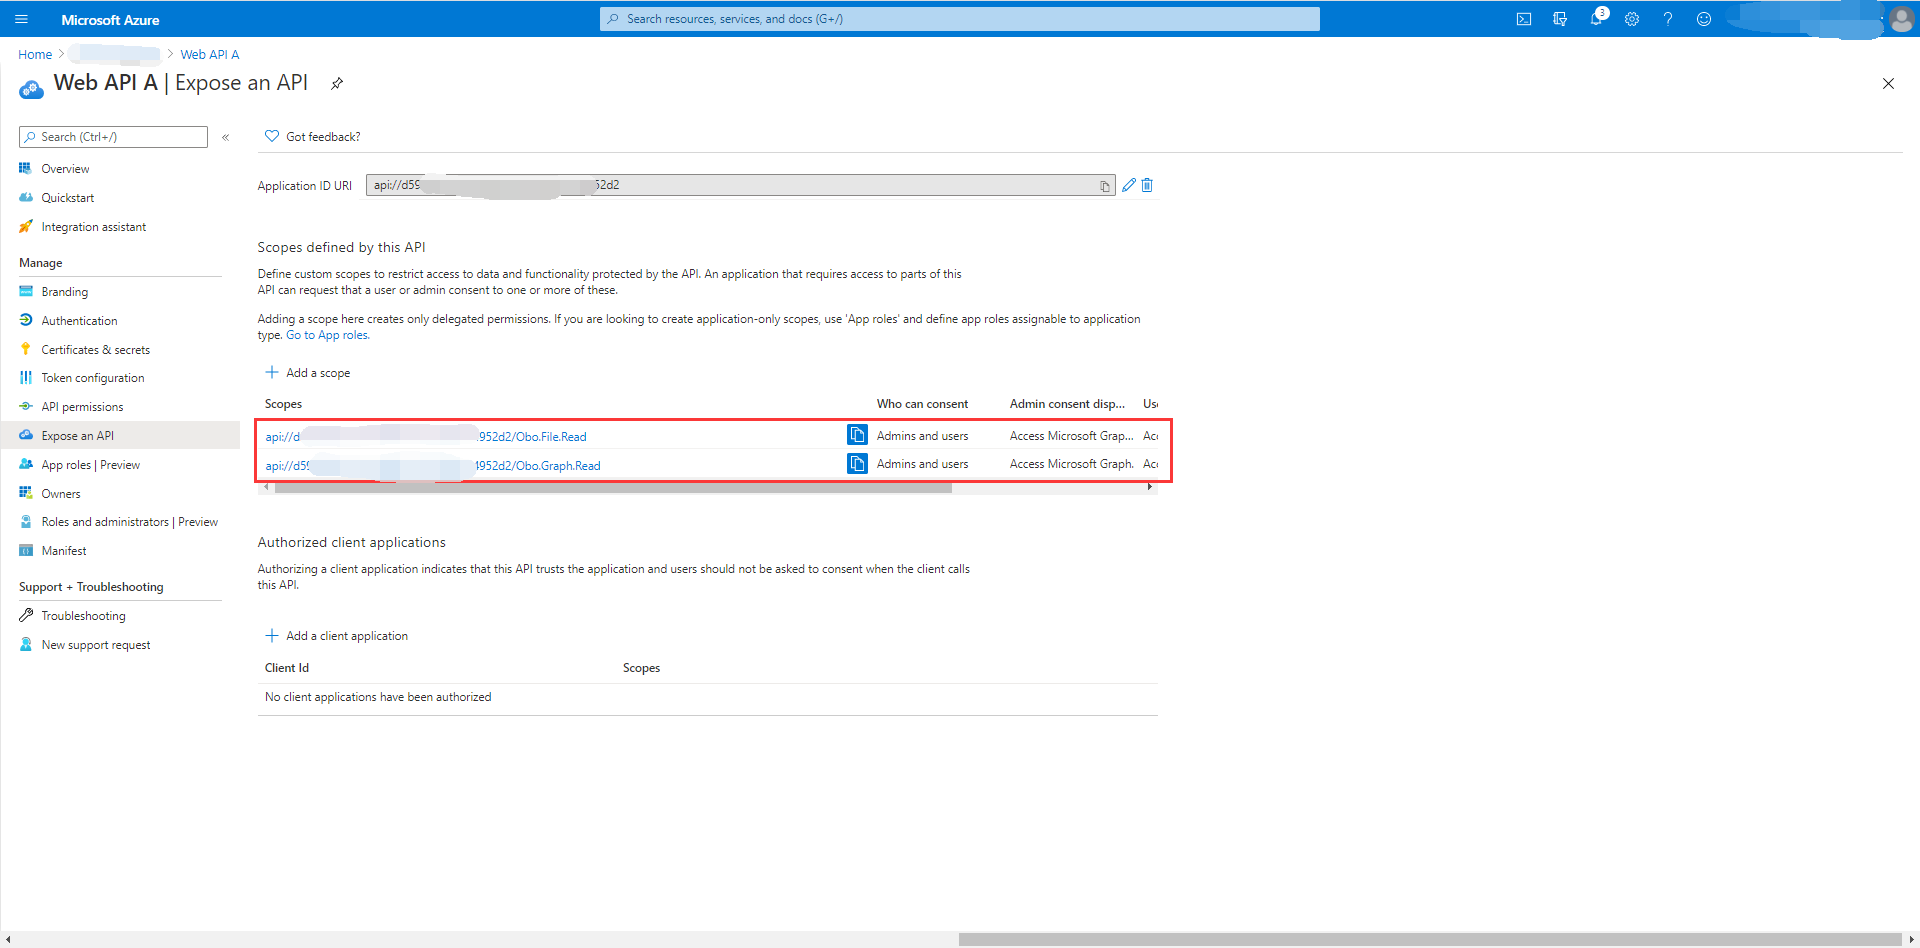 Microsoft Azure
Search resources, services, and docs (G+/)
3
Home > > Web API A
Web API A | Expose an API
Search (Ctrl+/)
«
Got feedback?
Overview
Quickstart
Integration assistant
Manage
Branding
Authentication
Certificates & secrets
Token configuration
API permissions
Expose an API
App roles | Preview
Owners
Roles and administrators | Preview
Manifest
Support + Troubleshooting
Troubleshooting
New support request
Application ID URI
api://d59 52d2
Scopes defined by this API
Define custom scopes to restrict access to data and functionality protected by the API. An application that requires access to parts of this
API can request that a user or admin consent to one or more of these.
Adding a scope here creates only delegated permissions. If you are looking to create application-only scopes, use 'App roles' and define app roles assignable to application
type. Go to App roles.
Add a scope
Scopes Who can consent Admin consent disp... Us
api://d 952d2/Obo.File.Read Admins and users Access Microsoft Grap... Acc
api://d5 4952d2/Obo.Graph.Read Admins and users Access Microsoft Graph. Acc
Authorized client applications
Authorizing a client application indicates that this API trusts the application and users should not be asked to consent when the client calls
this API.
Add a client application
Client Id Scopes
No client applications have been authorized